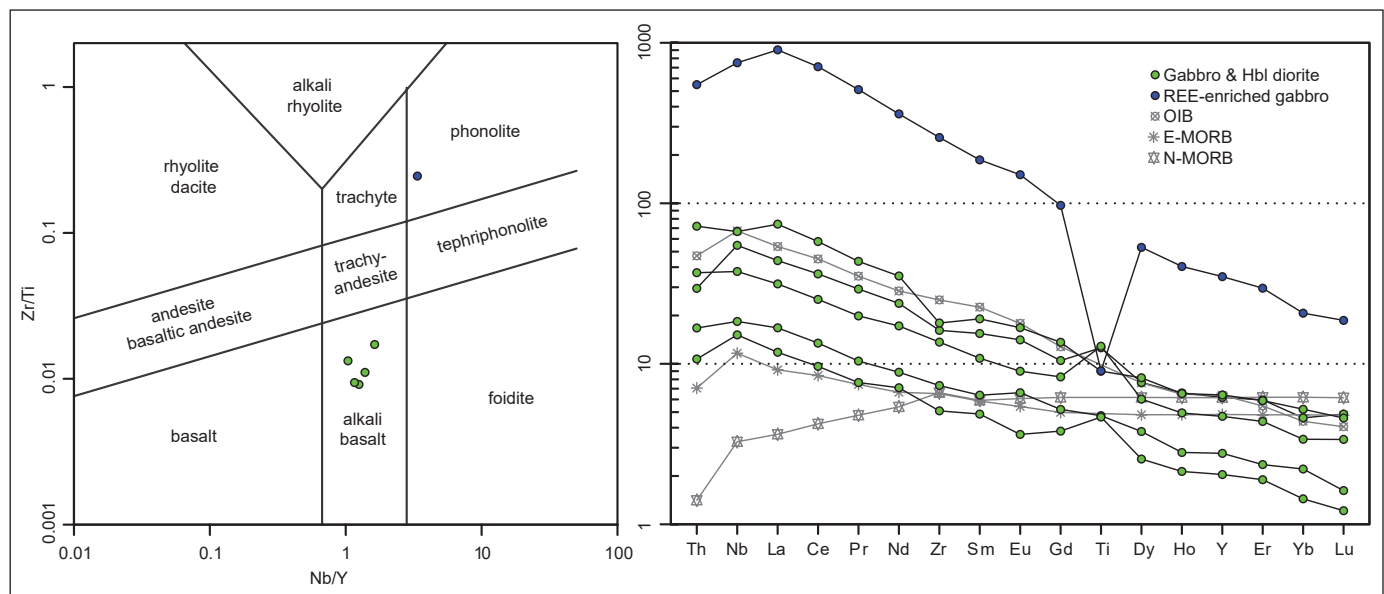 1
0.1
0.01
0.001
Zr/Ti
0.01
0.1
1
10
100
Nb/Y
alkali
rhyolite
phonolite
rhyolite
dacite
trachyte
tephriphonolite
trachy-
andesite
andesite
basaltic andesite
foidite
basalt
alkali
basalt
1000
100
10
1
Gabbro & Hbl diorite
REE-enriched gabbro
OIB
E-MORB
N-MORB
Th Nb La Ce Pr Nd Zr Sm Eu Gd Ti Dy Ho Y Er Yb Lu